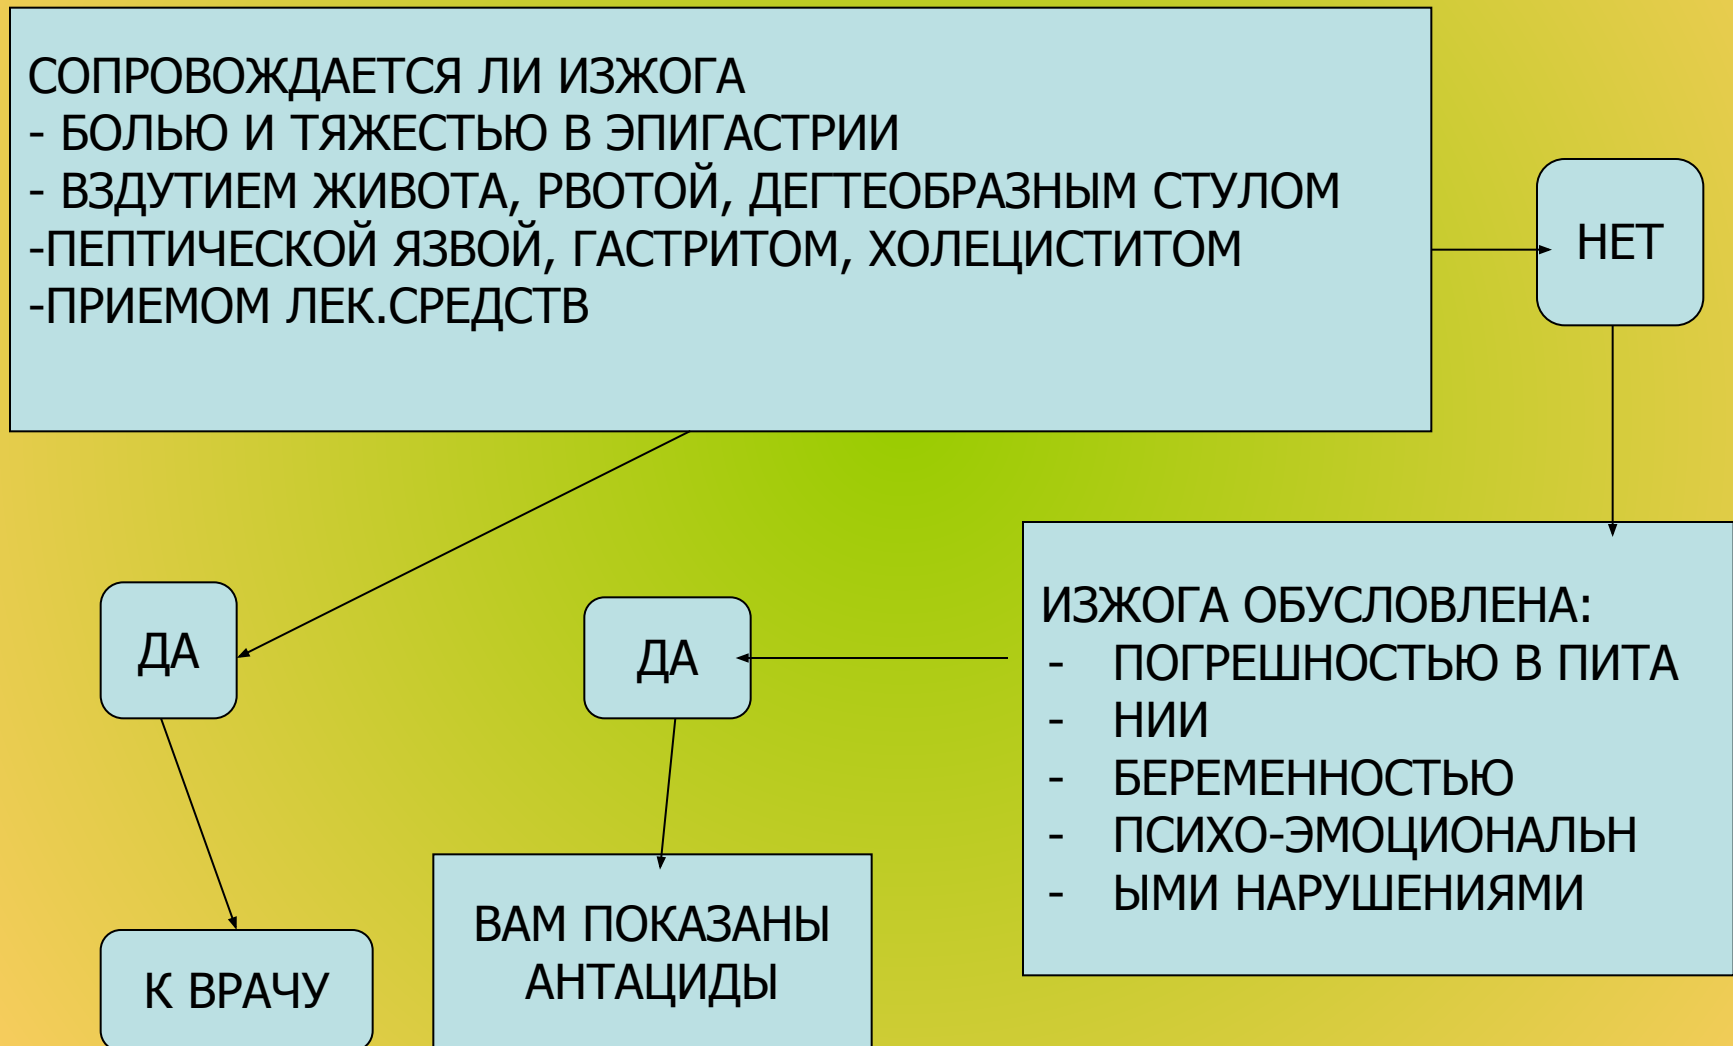 СОПРОВОЖДАЕТСЯ ЛИ ИЗЖОГА
- БОЛЬЮ И ТЯЖЕСТЬЮ В ЭПИГАСТРИИ
- ВЗДУТИЕМ ЖИВОТА, РВОТОЙ, ДЕГТЕОБРАЗНЫМ СТУЛОМ
-ПЕПТИЧЕСКОЙ ЯЗВОЙ, ГАСТРИТОМ, ХОЛЕЦИСТИТОМ
-ПРИЕМОМ ЛЕК.СРЕДСТВ
НЕТ
ДА
ДА
ИЗЖОГА ОБУСЛОВЛЕНА:
- ПОГРЕШНОСТЬЮ В ПИТА
- НИИ
- БЕРЕМЕННОСТЬЮ
- ПСИХО-ЭМОЦИОНАЛЬН
- ЫМИ НАРУШЕНИЯМИ
К ВРАЧУ
ВАМ ПОКАЗАНЫ
АНТАЦИДЫ